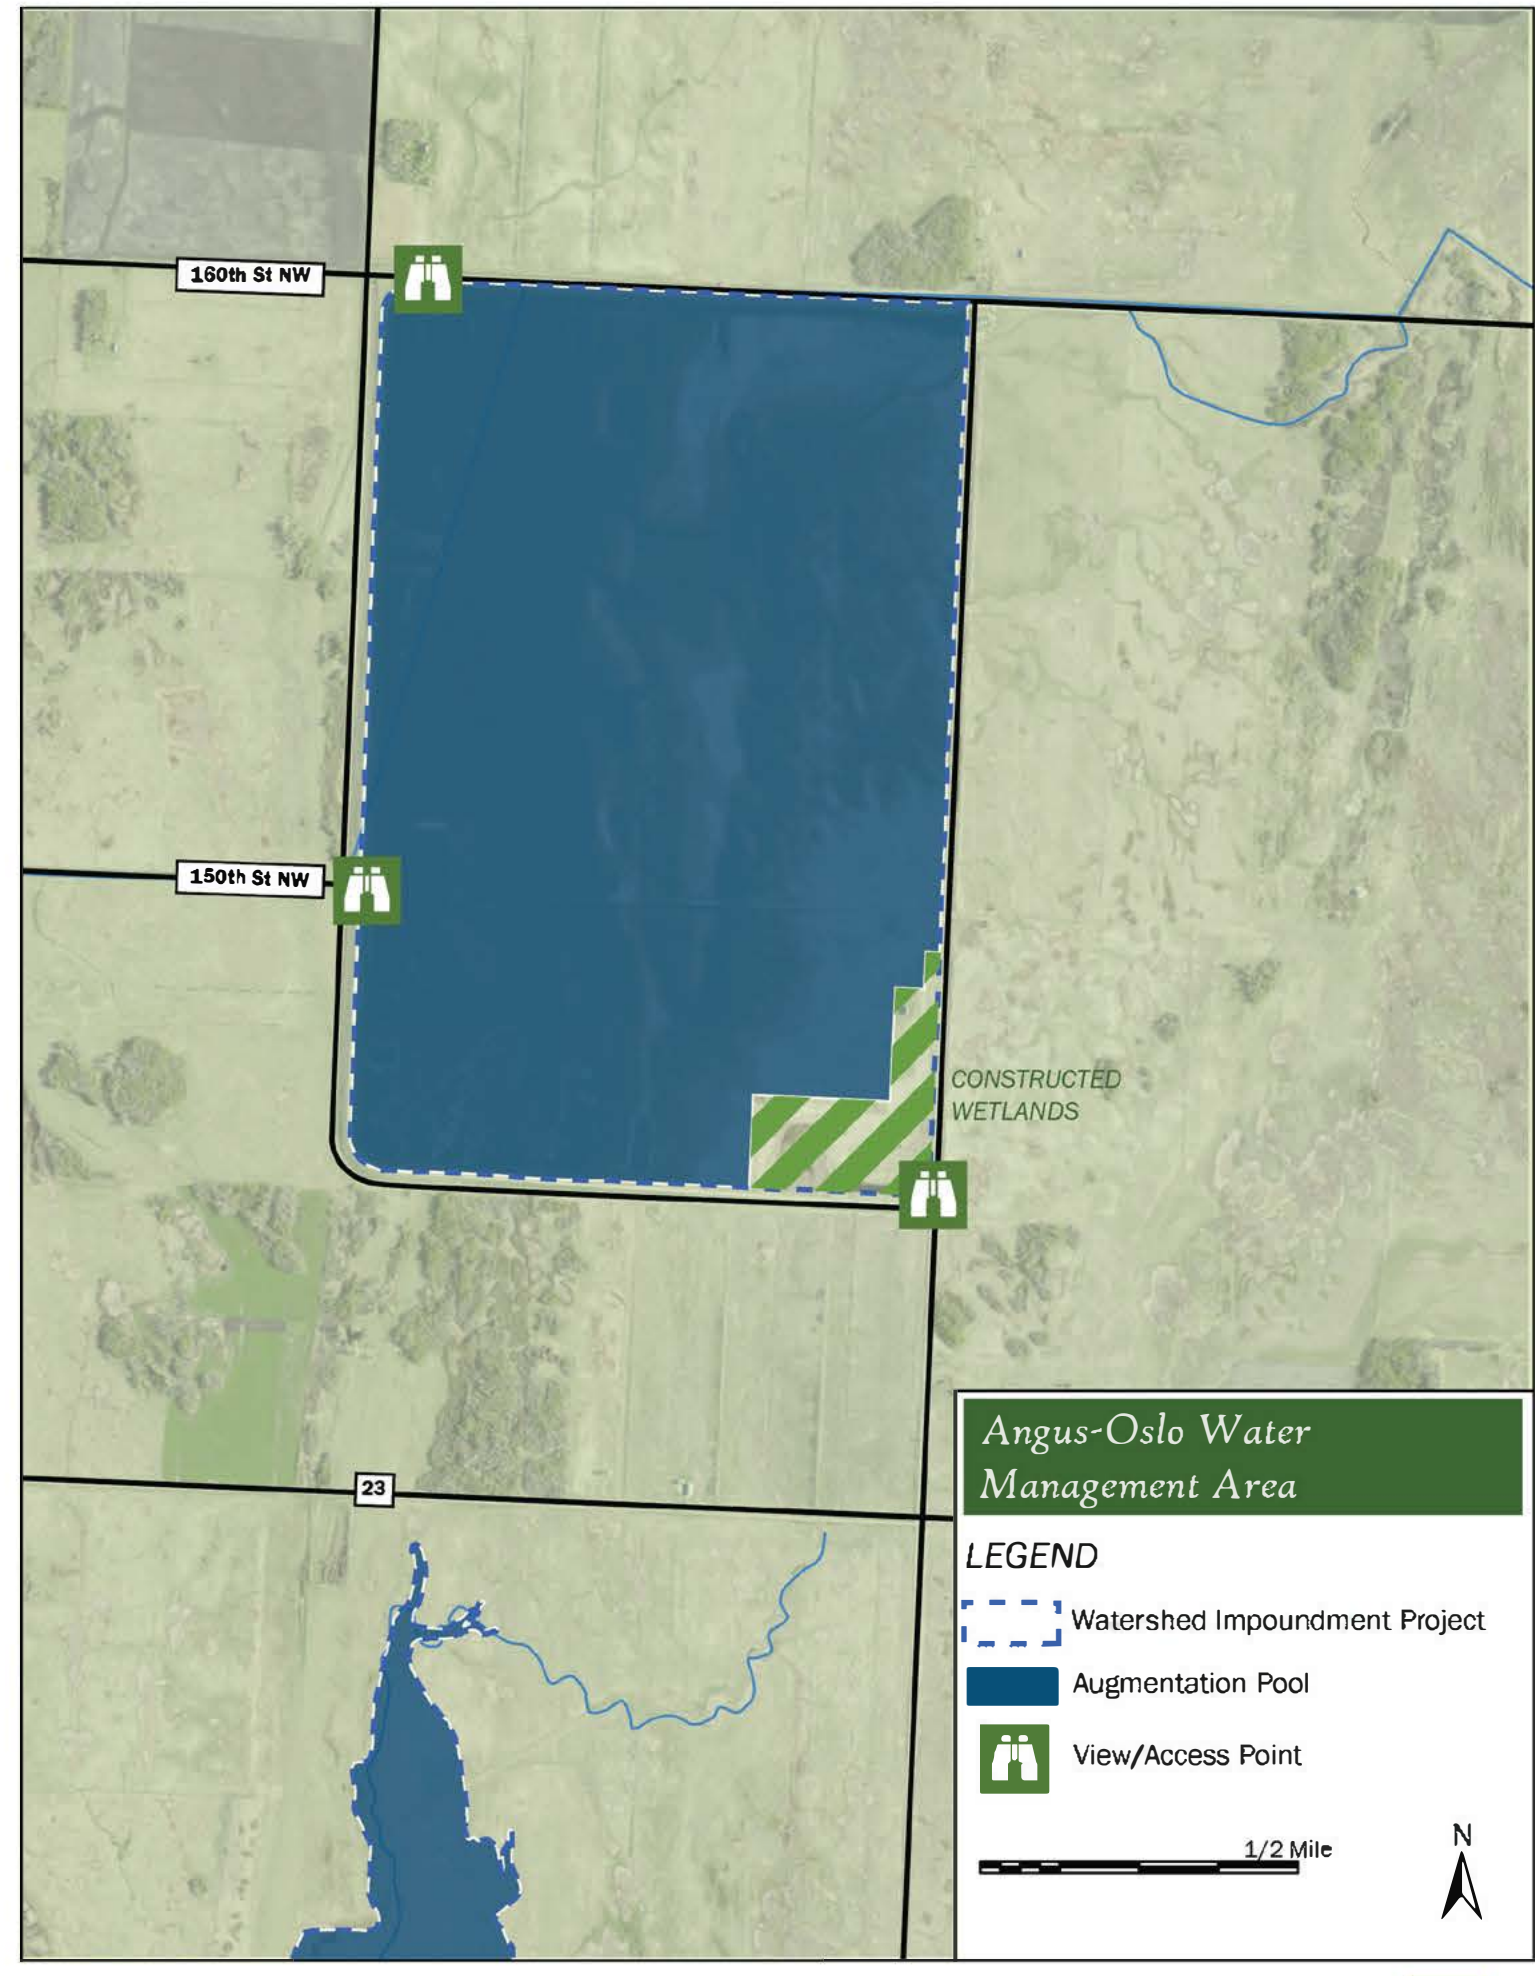 160th St NW
150th St NW
CONSTRUCTED
WETLANDS
23
Angus-Oslo Water
Management Area
LEGEND
Watershed Impoundment Project
Augmentation Pool
View/Access Point
1/2 Mile
N